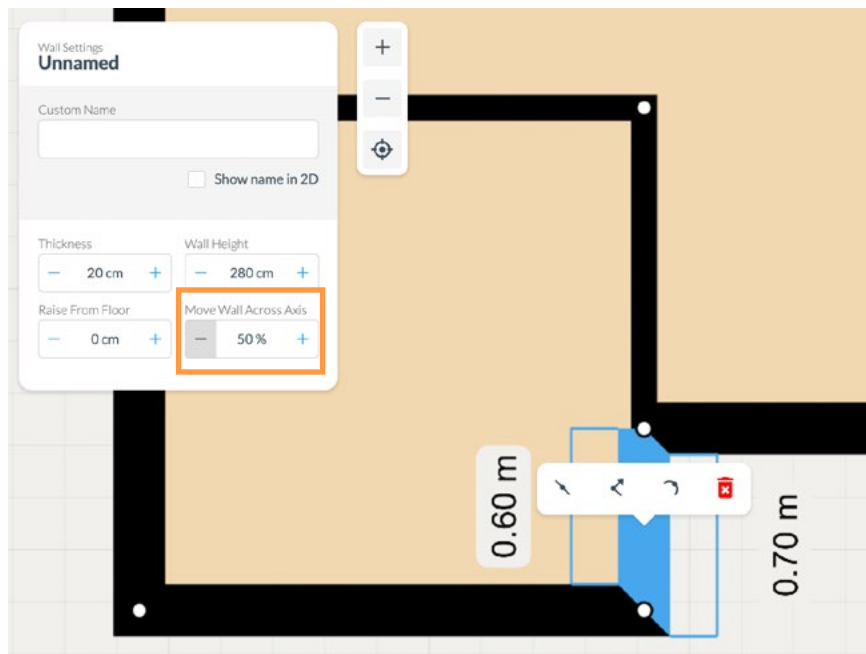 Wall Settings
Unnamed
Custom Name
Show name in 2D
Thickness
Wall Height
− 20 cm +
− 280 cm +
Raise From Floor
Move Wall Across Axis
− 0 cm +
− 50 % +
+
−
0.60 m
0.70 m